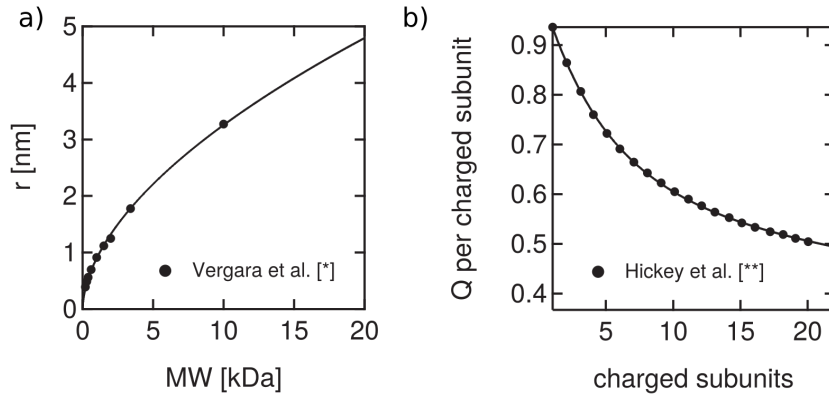 a)
5
4
3
2
1
0
r [nm]
Vergara et al. [*]
0 5 10 15 20
MW [kDa]
b)
0.9
0.8
0.7
0.6
0.5
0.4
Q per charged subunit
Hickey et al. [**]
5 10 15 20
charged subunits